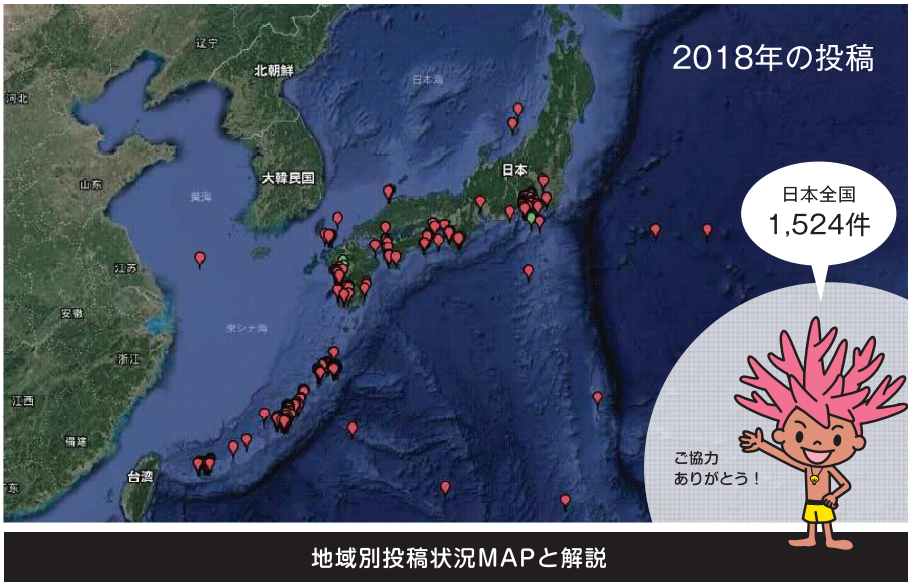 2018年の投稿
日本全国
1,524件
ご協力
ありがとう！
辽宁
北朝鮮
河北
日本海
大韓民国
日本
山东
黄海
江苏
安徽
東シナ海
浙江
江西
福建
台湾
广东
地域別投稿状況MAPと解説